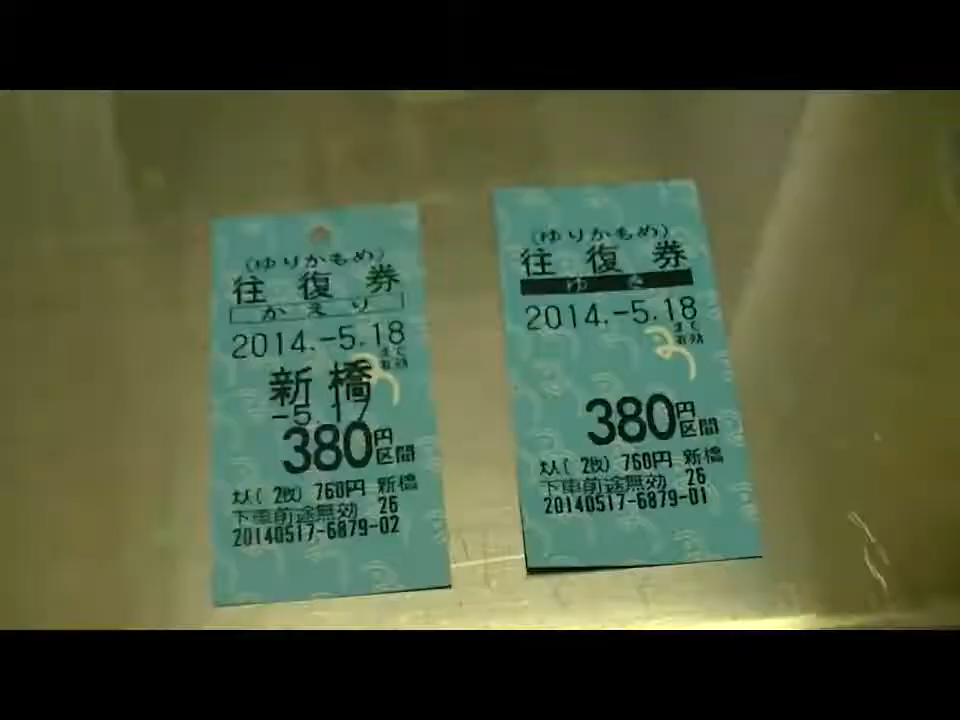 (ゆりかもめ)
往復券
かえり
2014.-5.18
まで
有効
新橋
-5.17
380円
区間
大人( 2枚) 760円 新橋
下車前途無効 26
20140517-6879-02
(ゆりかもめ)
往復券
ゆき
2014.-5.18
まで
有効
380円
区間
大人( 2枚) 760円 新橋
下車前途無効 26
20140517-6879-01